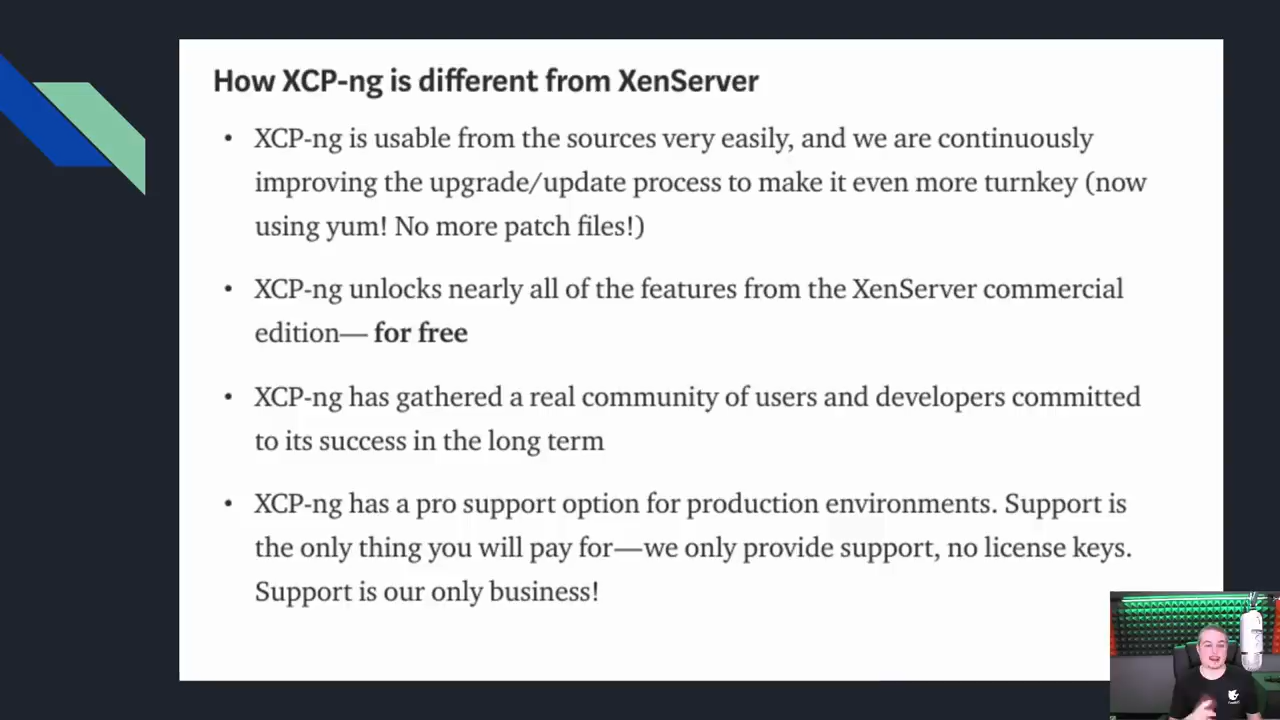 How XCP-ng is different from XenServer
• XCP-ng is usable from the sources very easily, and we are continuously
improving the upgrade/update process to make it even more turnkey (now
using yum! No more patch files!)
• XCP-ng unlocks nearly all of the features from the XenServer commercial
edition— for free
• XCP-ng has gathered a real community of users and developers committed
to its success in the long term
• XCP-ng has a pro support option for production environments. Support is
the only thing you will pay for—we only provide support, no license keys.
Support is our only business!